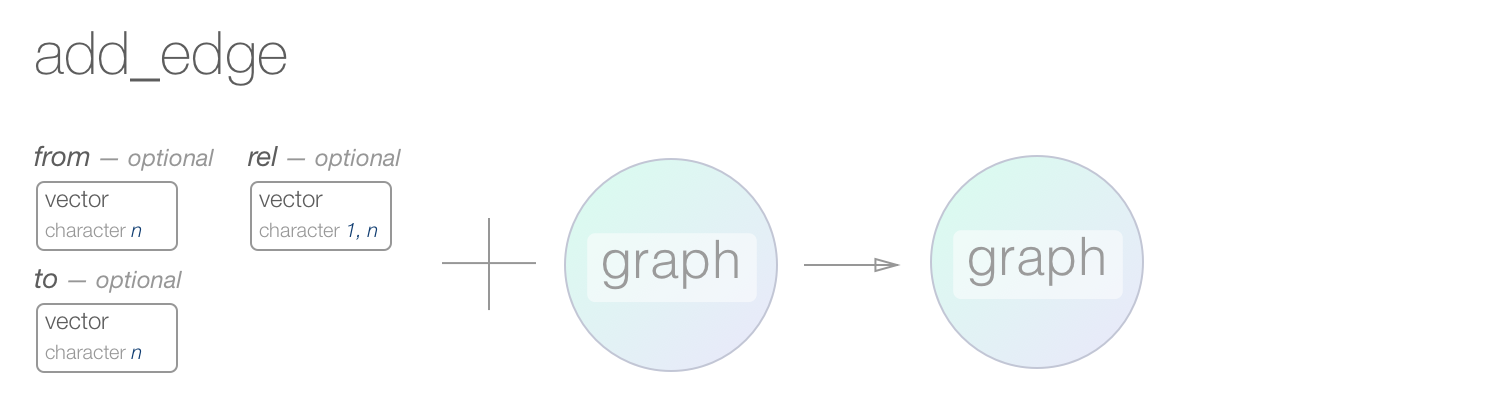 add_edge
from — optional
vector
character n
to — optional
vector
character n
rel — optional
vector
character 1, n
graph
graph